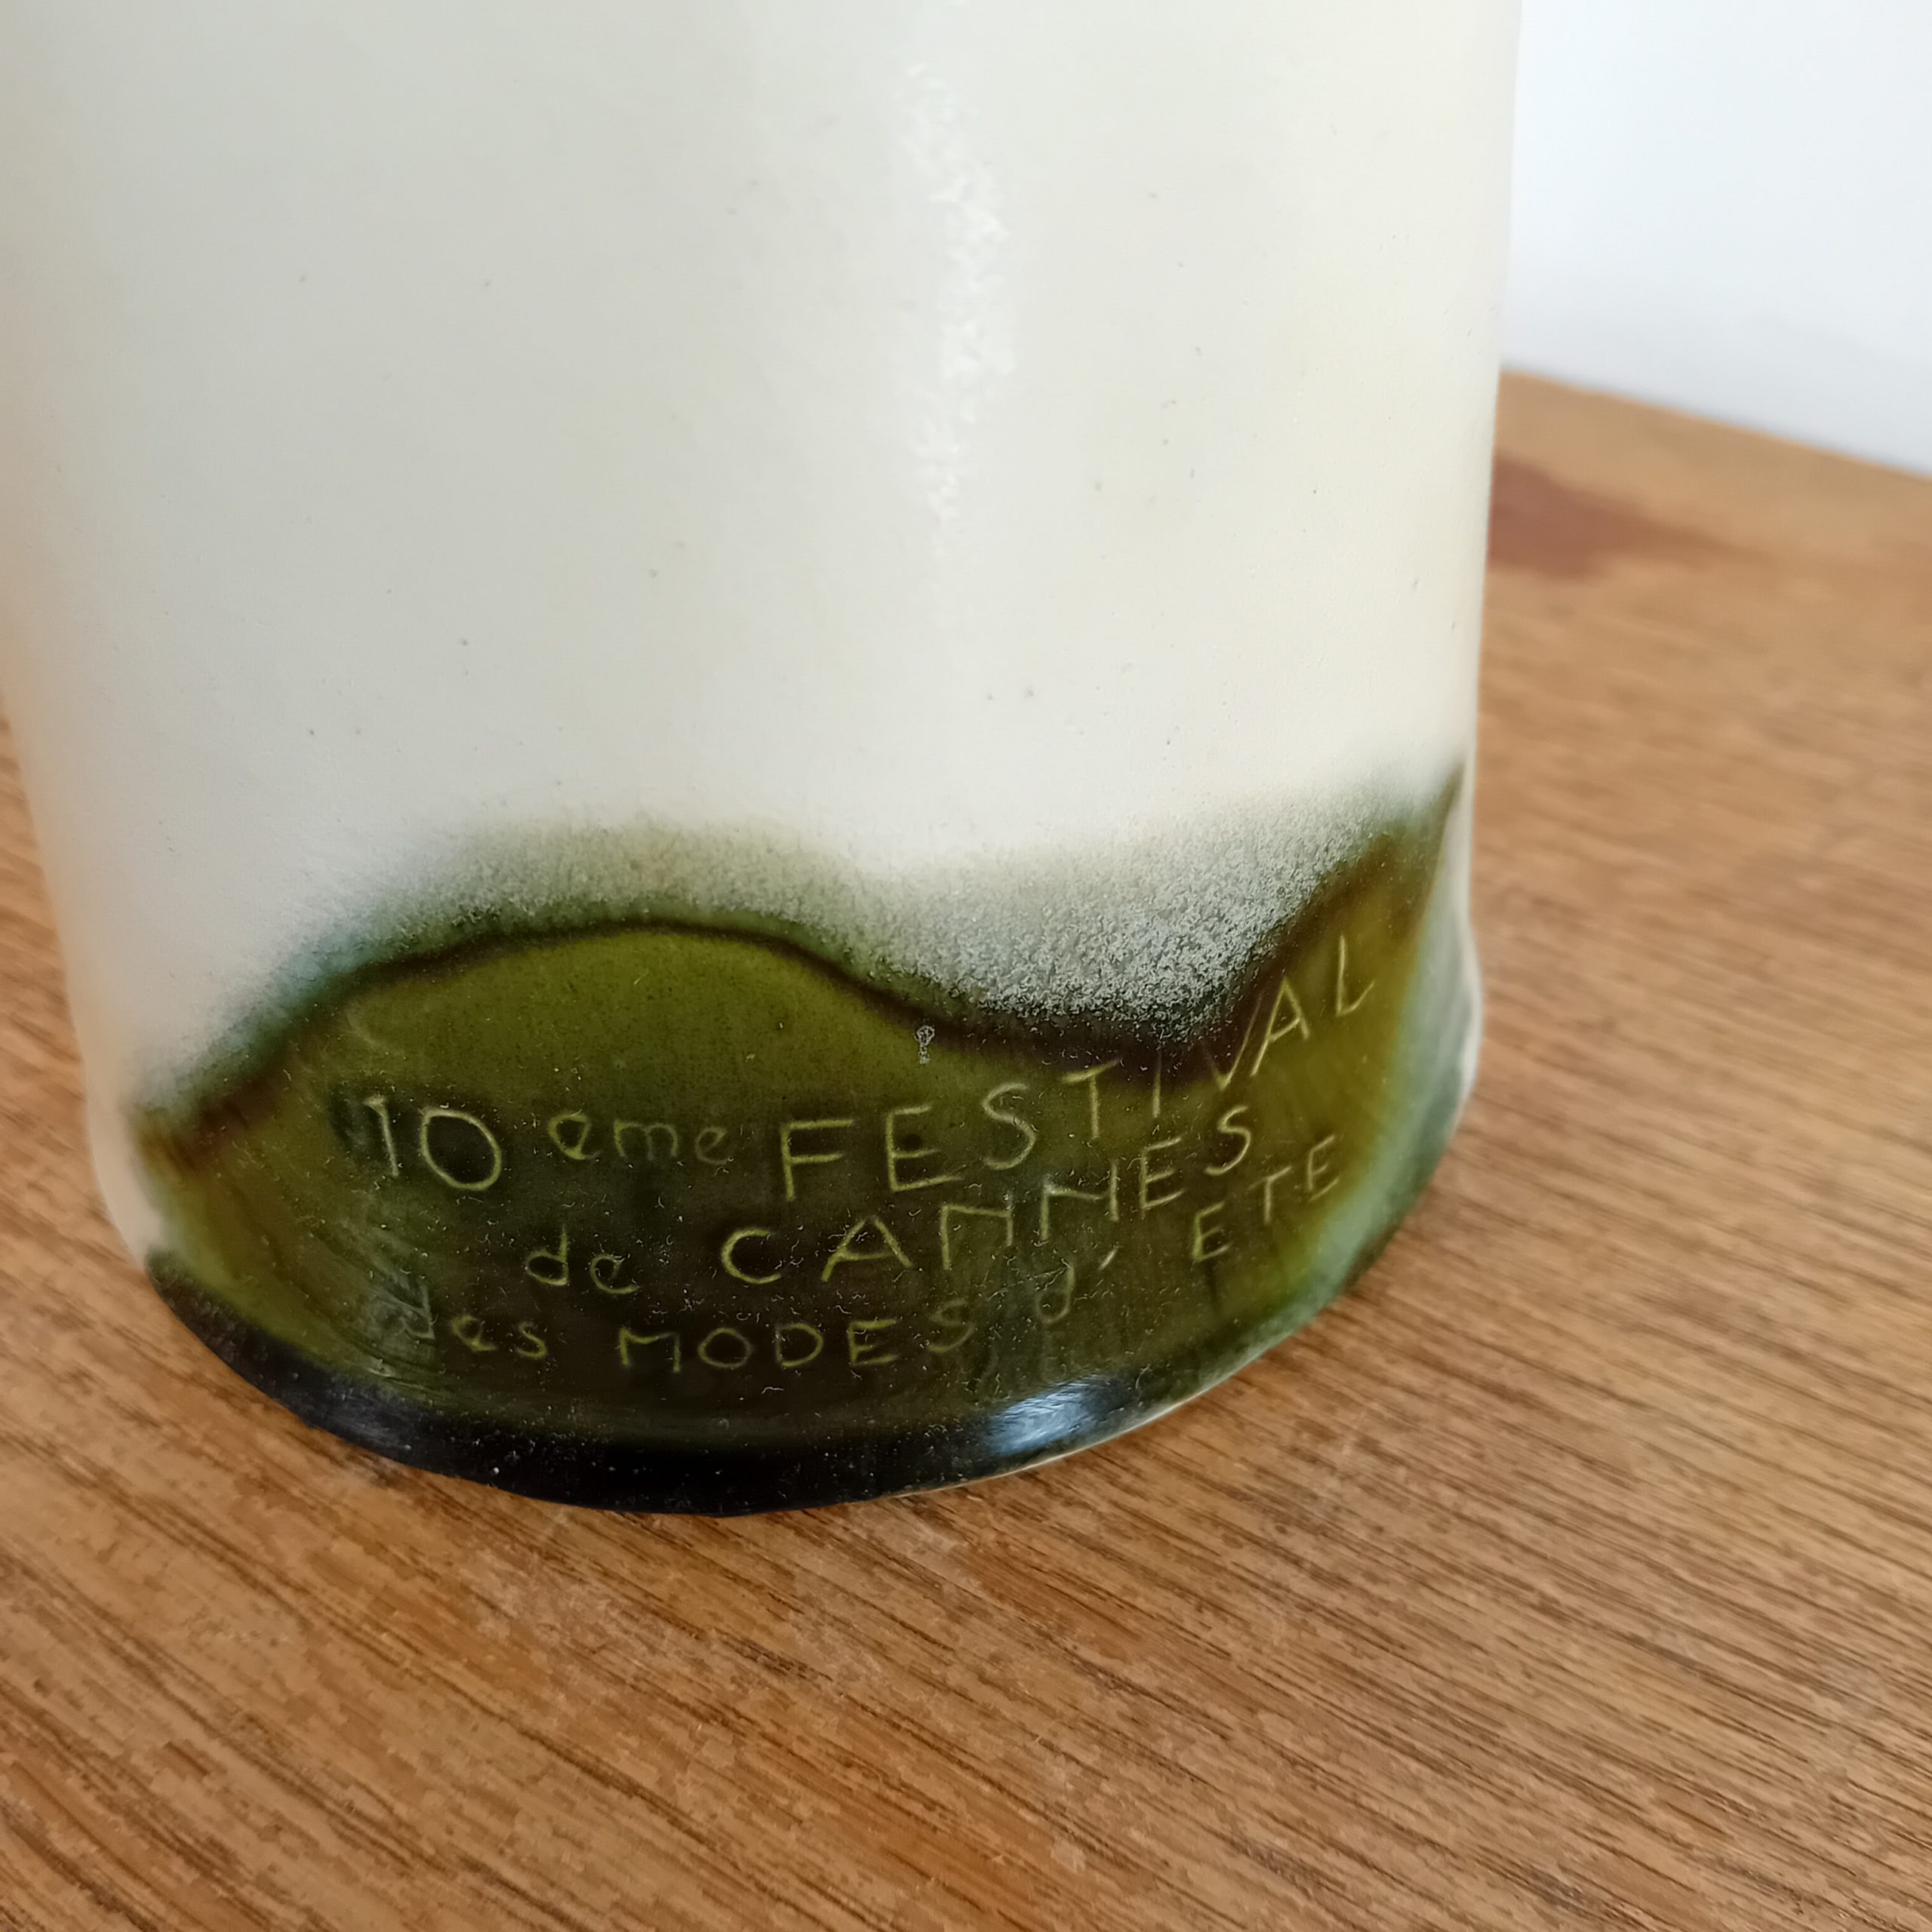 10 eme FESTIVAL
de CANNES
des MODES d' ETE